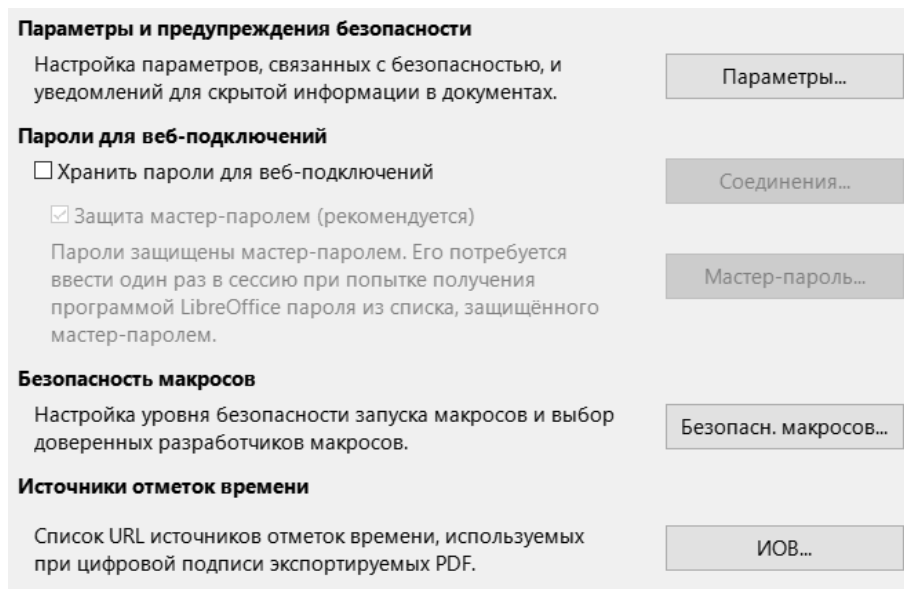 Параметры и предупреждения безопасности
Настройка параметров, связанных с безопасностью, и
уведомлений для скрытой информации в документах.
Параметры...
Пароли для веб-подключений
Хранить пароли для веб-подключений
Соединения...
Защита мастер-паролем (рекомендуется)
Пароли защищены мастер-паролем. Его потребуется
ввести один раз в сессию при попытке получения
программой LibreOffice пароля из списка, защищённого
мастер-паролем.
Мастер-пароль...
Безопасность макросов
Настройка уровня безопасности запуска макросов и выбор
доверенных разработчиков макросов.
Безопасн. макросов...
Источники отметок времени
Список URL источников отметок времени, используемых
при цифровой подписи экспортируемых PDF.
ИОВ...